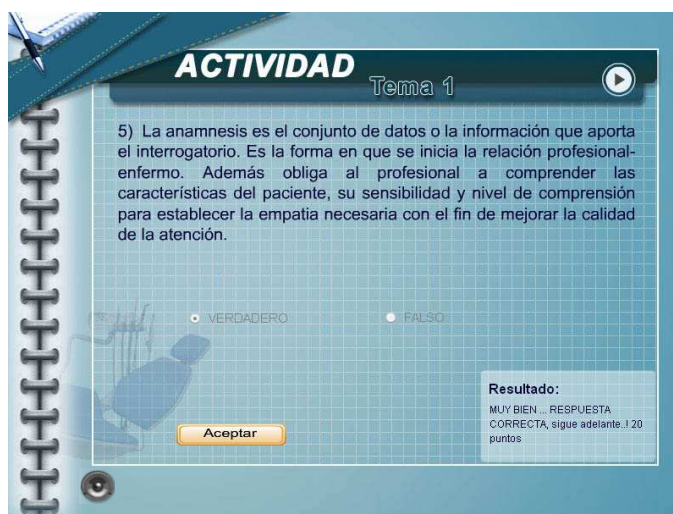 ACTIVIDAD
Tema 1
5) La anamnesis es el conjunto de datos o la información que aporta
el interrogatorio. Es la forma en que se inicia la relación profesional-
enfermo. Además obliga al profesional a comprender las
características del paciente, su sensibilidad y nivel de comprensión
para establecer la empatia necesaria con el fin de mejorar la calidad
de la atención.
VERDADERO
FALSO
Resultado:
MUY BIEN ... RESPUESTA
CORRECTA, sigue adelante..! 20
puntos
Aceptar